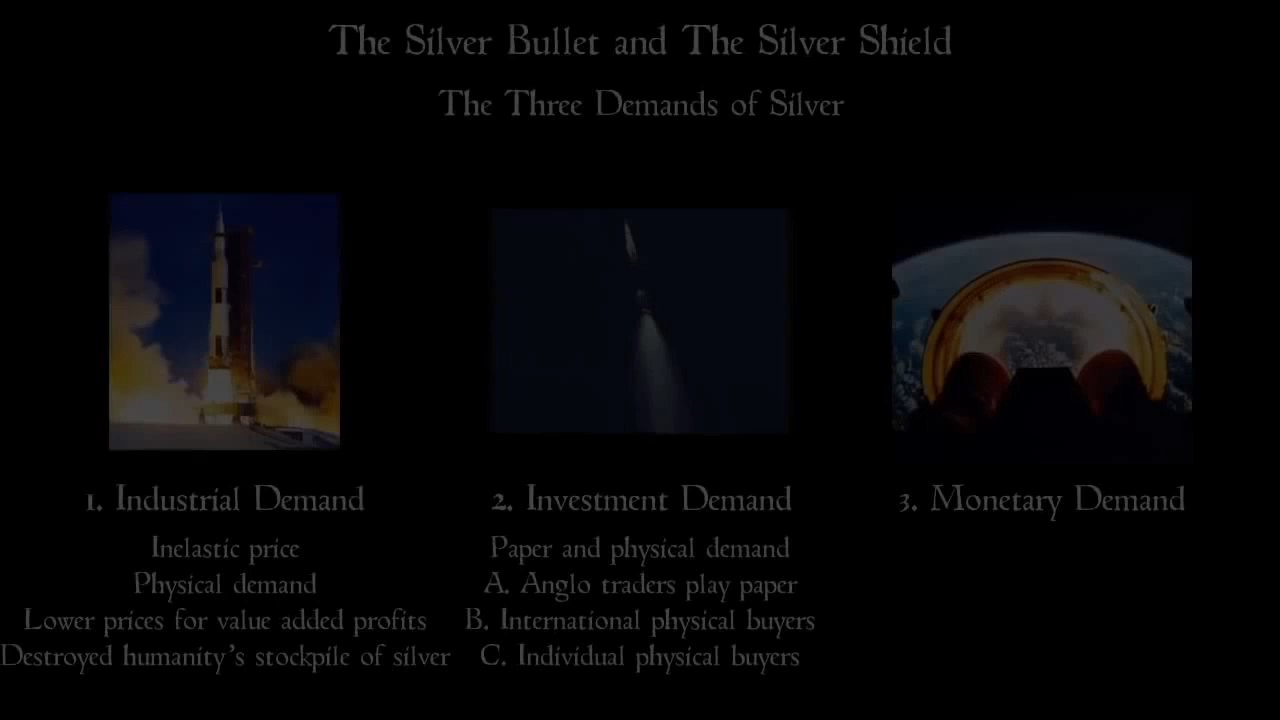 The Silver Bullet and The Silver Shield
The Three Demands of Silver
1. Industrial Demand
Inelastic price
Physical demand
Lower prices for value added profits
Destroyed humanity's stockpile of silver
2. Investment Demand
Paper and physical demand
A. Anglo traders play paper
B. International physical buyers
C. Individual physical buyers
3. Monetary Demand